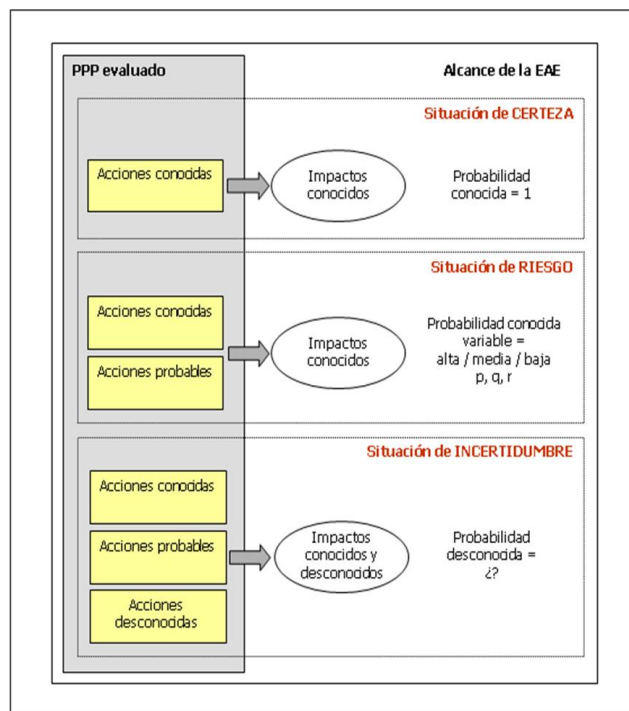 PPP evaluado
Alcance de la EAE
Situación de CERTEZA
Acciones conocidas
Impactos
conocidos
Probabilidad
conocida = 1
Situación de RIESGO
Acciones conocidas
Acciones probables
Impactos
conocidos
Probabilidad conocida
variable =
alta / media / baja
p, q, r
Situación de INCERTIDUMBRE
Acciones conocidas
Acciones probables
Acciones
desconocidas
Impactos
conocidos y
desconocidos
Probabilidad
desconocida =
¿?